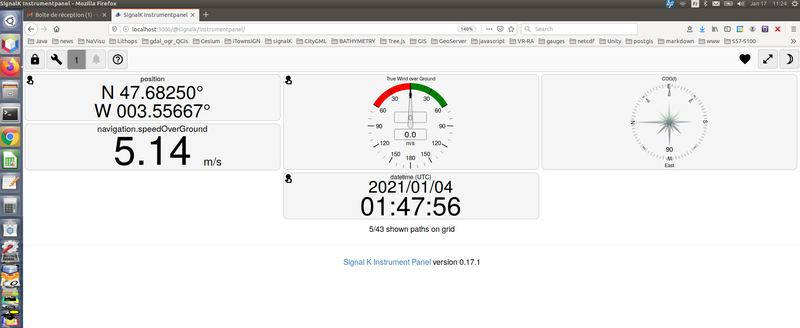 SignalK Instrumentpanel - Mozilla Firefox
Fr
Jan 17
11:24
Boîte de réception (1) -
SignalK Instrumentpanel
localhost:3000/@signalk/instrumentpanel/
140%
Search
Java news NaVisu Lithops gdal_ogr_QGis Cesium iTownsIGN signalK CityGML BATHYMETRY Tree.js GIS GeoServer javascript VR-RA gauges netcdf Unity postgis markdown www S57-S100
1
position
N 47.68250°
W 003.55667°
navigation.speedOverGround
5.14 m/s
True Wind over Ground
0
30 30
60 60
90 90
0
0.0
m/s
120 120
150 150
180
COG(t)
E
N
S
W
90
East
datetime (UTC)
2021/01/04
01:47:56
5/43 shown paths on grid
Signal K Instrument Panel version 0.17.1